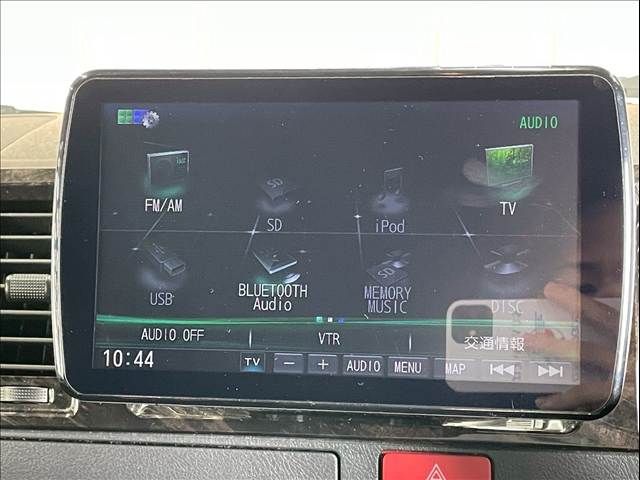 AUDIO
FM/AM
SD
iPod
TV
USB
BLUETOOTH
Audio
MEMORY
MUSIC
DISC
AUDIO OFF
VTR
交通情報
10:44
TV
AUDIO
MENU
MAP